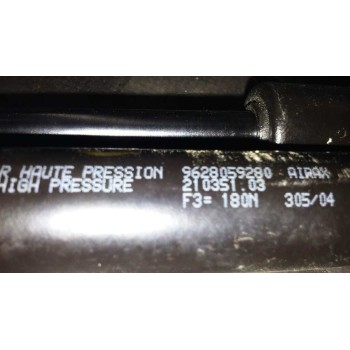 R HAUTE PRESSION 9628059280 AIRAX
HIGH PRESSURE 210351.03
F3= 180N 305/04